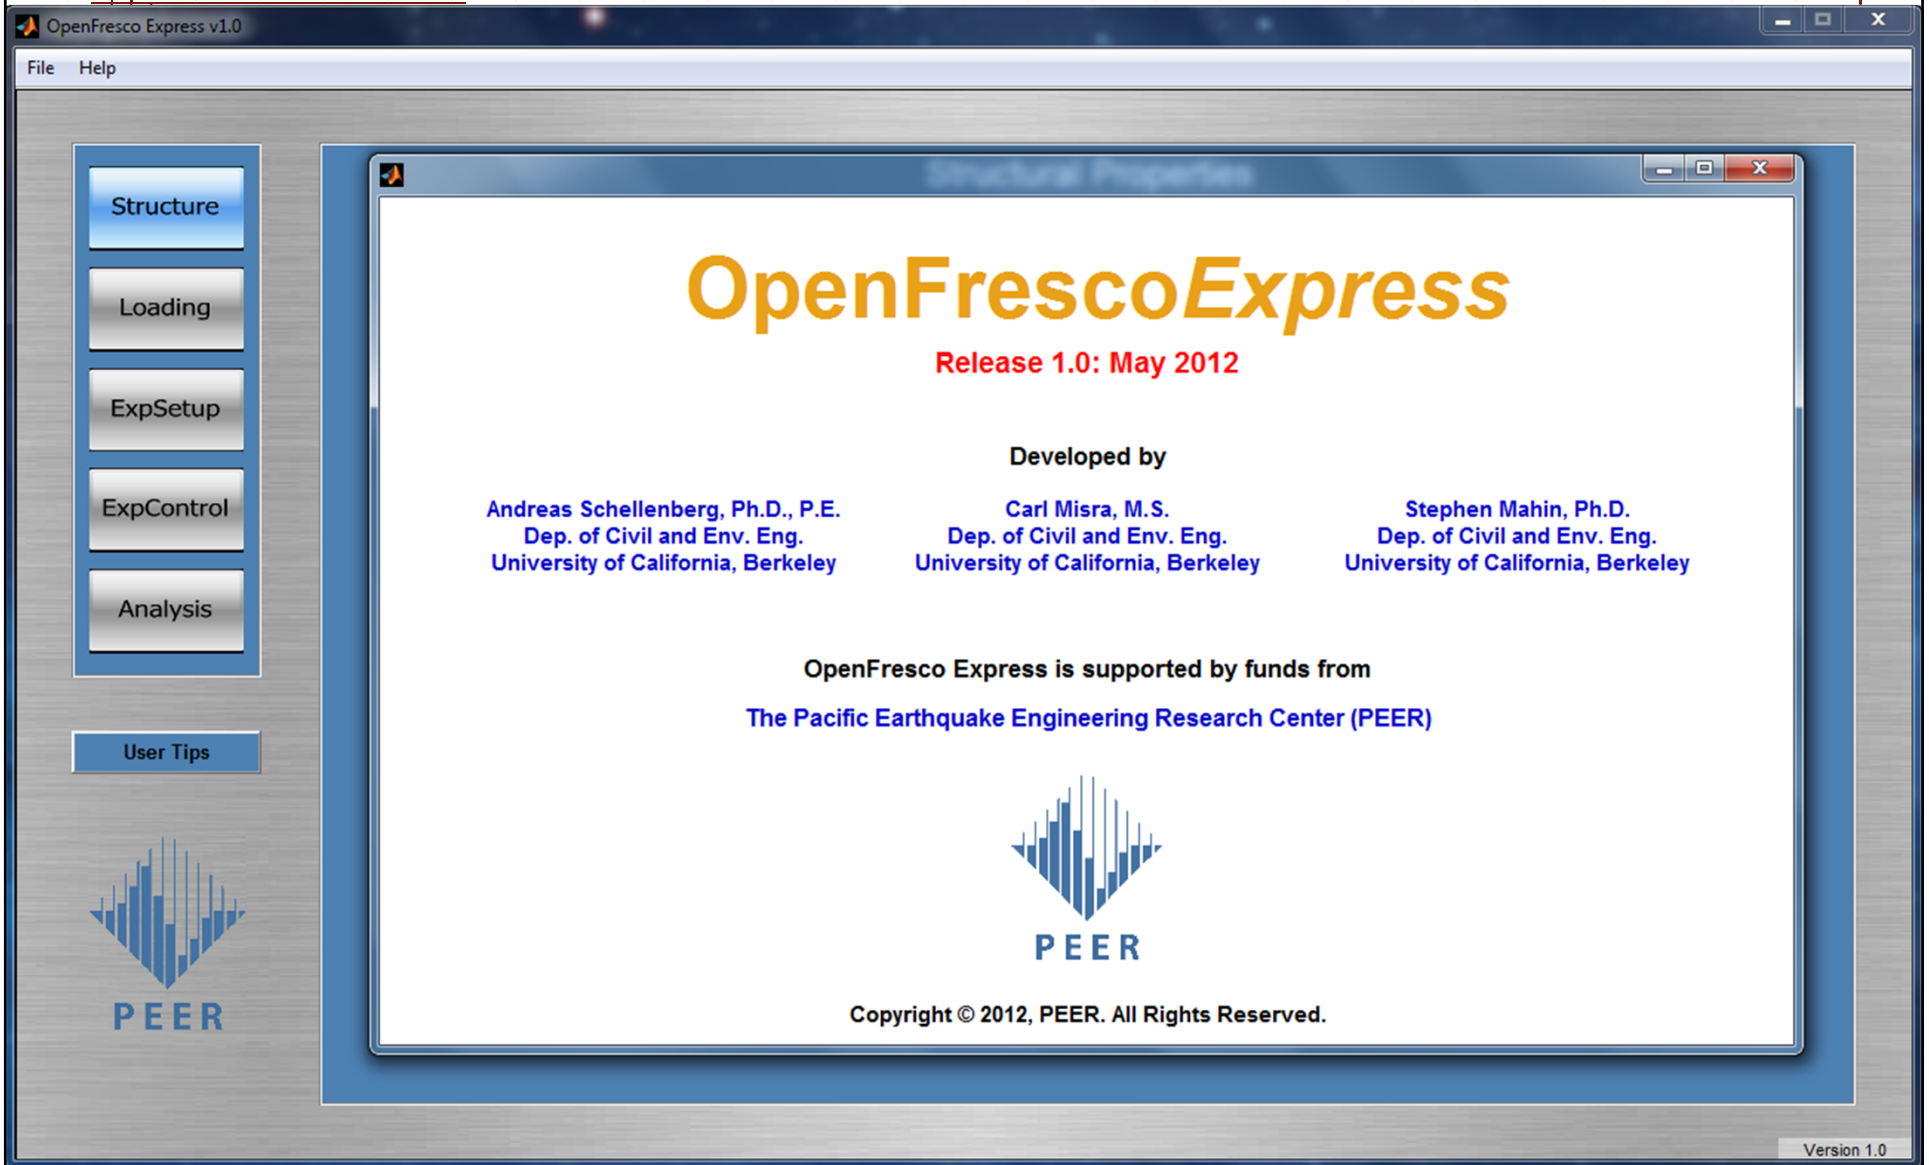 OpenFresco Express v1.0
File Help
Structure
Loading
ExpSetup
ExpControl
Analysis
User Tips
PEER
Structural Properties
OpenFrescoExpress
Release 1.0: May 2012
Developed by
Andreas Schellenberg, Ph.D., P.E.
Dep. of Civil and Env. Eng.
University of California, Berkeley
Carl Misra, M.S.
Dep. of Civil and Env. Eng.
University of California, Berkeley
Stephen Mahin, Ph.D.
Dep. of Civil and Env. Eng.
University of California, Berkeley
OpenFresco Express is supported by funds from
The Pacific Earthquake Engineering Research Center (PEER)
PEER
Copyright © 2012, PEER. All Rights Reserved.
Version 1.0